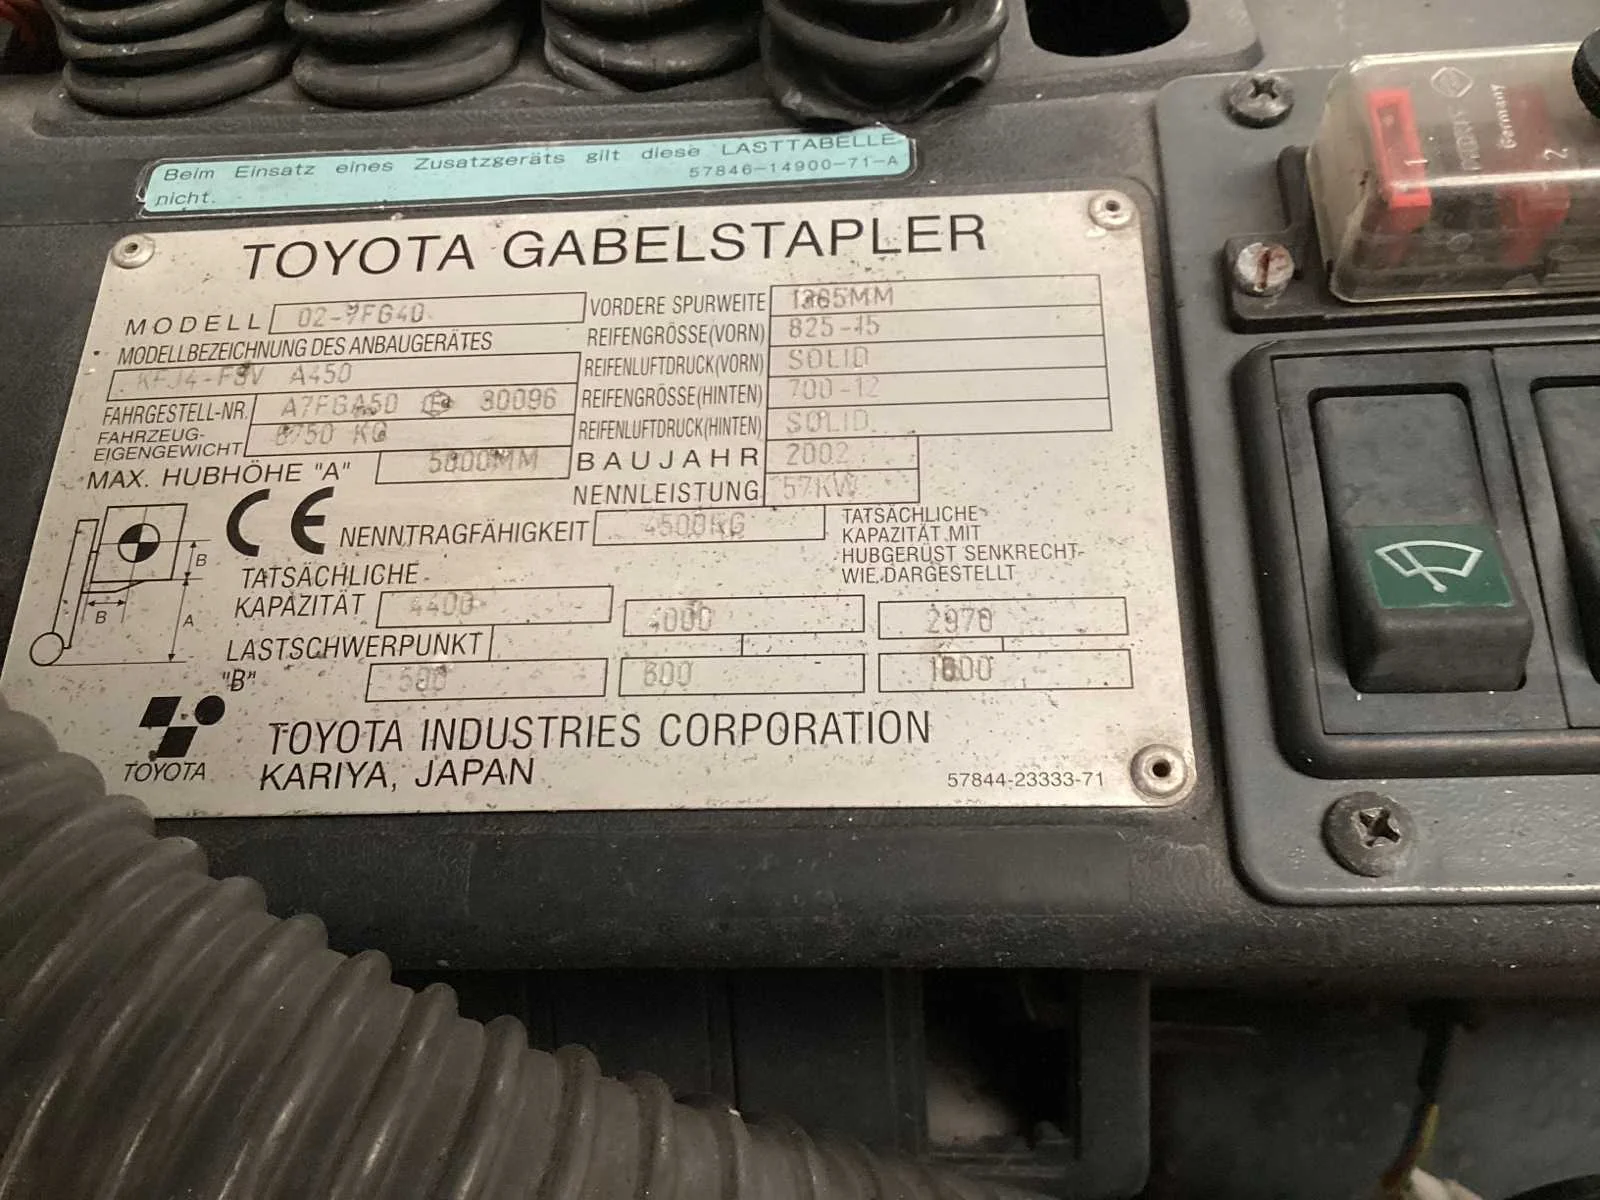 Beim Einsatz eines Zusatzgeräts gilt diese LASTTABELLE
nicht. 57846-14900-71-A
TOYOTA GABELSTAPLER
MODELL 02-7FG40
MODELLBEZEICHNUNG DES ANBAUGERÄTES
A450
FAHRGESTELL-NR. A7FGA50 30096
FAHRZEUG-
EIGENGEWICHT 8750 KG
MAX. HUBHÖHE "A" 5000MM
VORDERE SPURWEITE 1365MM
REIFENGRÖSSE(VORN) 825-15
REIFENLUFTDRUCK(VORN) SOLID
REIFENGRÖSSE(HINTEN) 700-12
REIFENLUFTDRUCK(HINTEN) SOLID
BAUJAHR 2002
NENNLEISTUNG 57KW
CE NENNTRAGFÄHIGKEIT 4500KG
TATSÄCHLICHE
KAPAZITÄT MIT
HUBGERÜST SENKRECHT
WIE DARGESTELLT
B
B
A
TATSÄCHLICHE
KAPAZITÄT 4400 4000 2970
LASTSCHWERPUNKT
"B" 500 600 1000
TOYOTA
TOYOTA INDUSTRIES CORPORATION
KARIYA, JAPAN
57844-23333-71
1
Germany
2